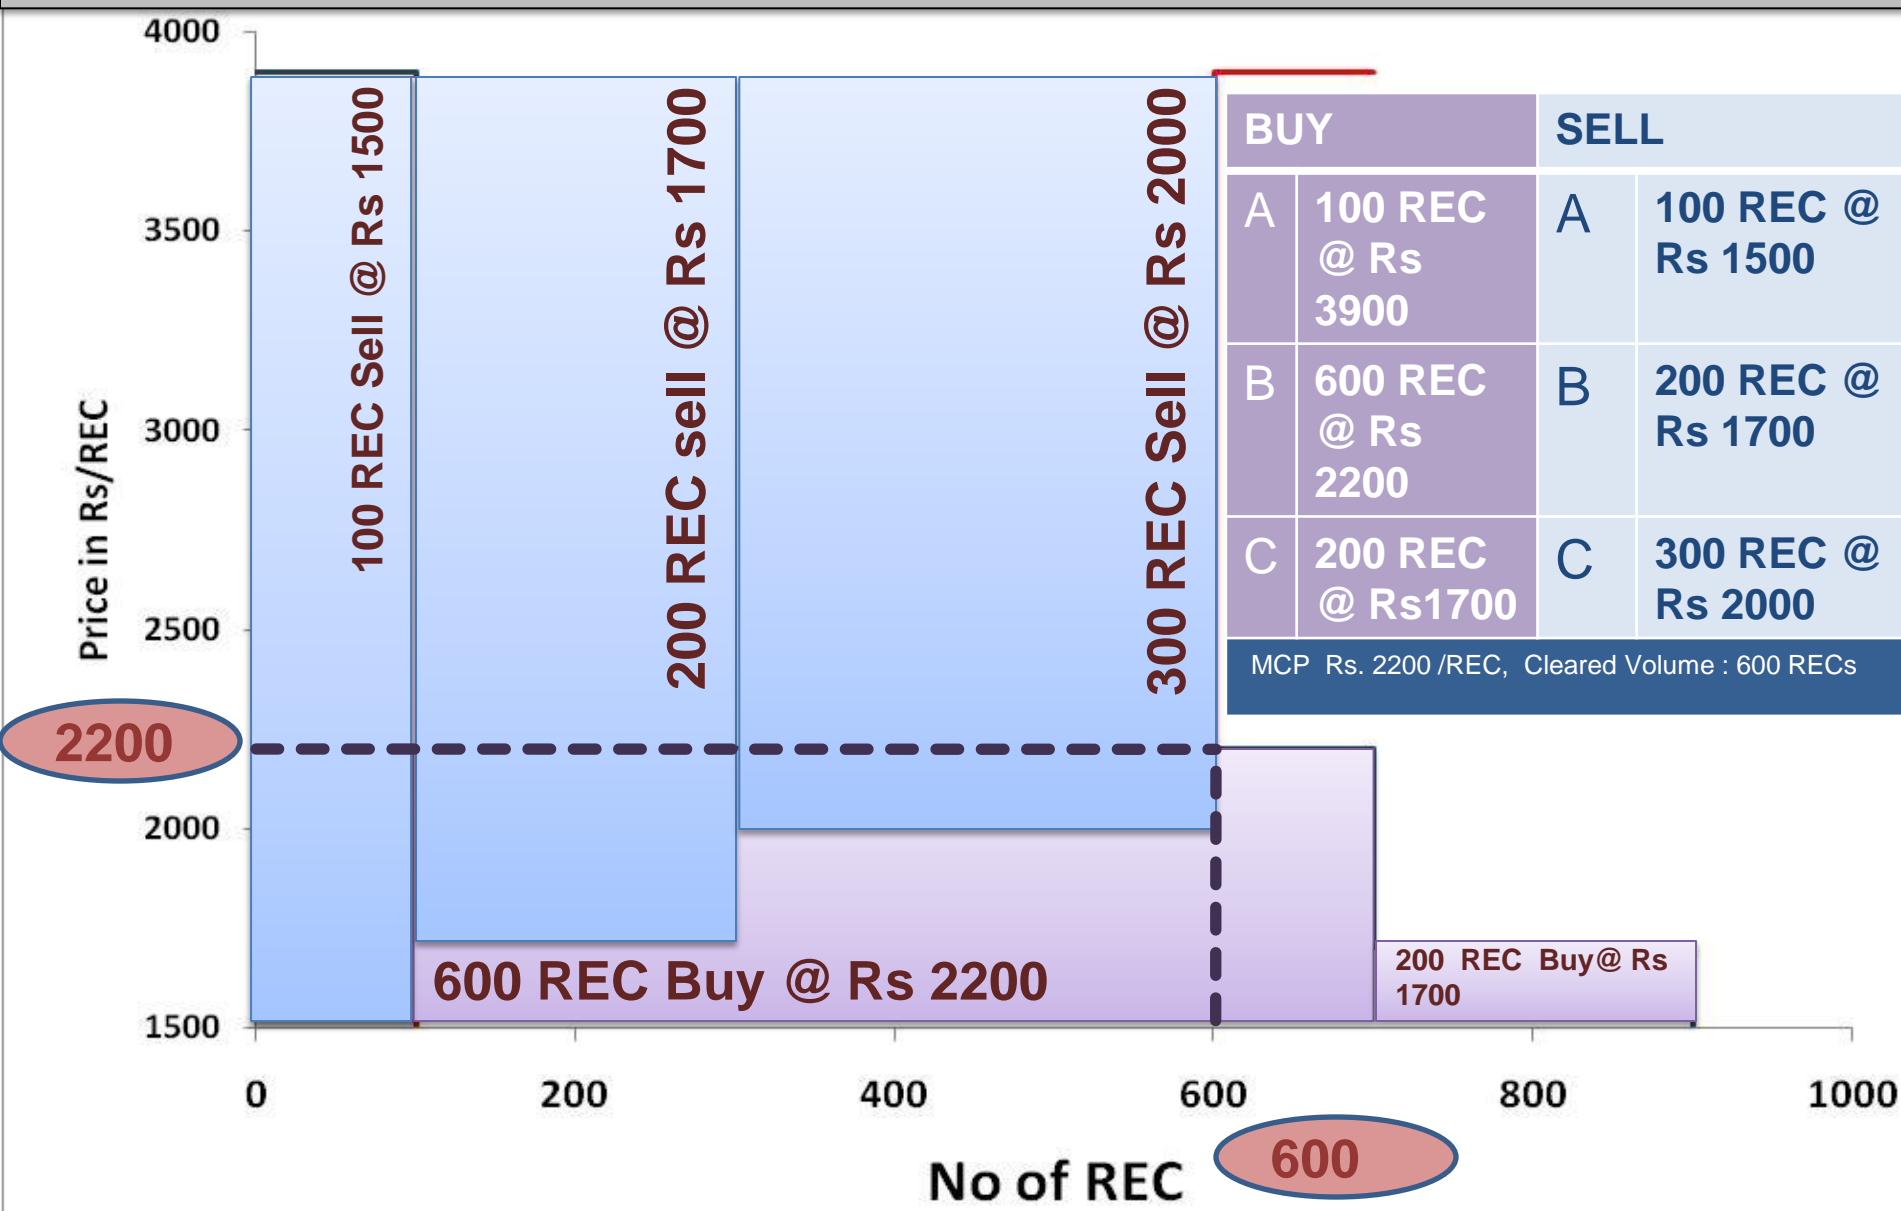 4000
3500
3000
2500
2000
1500
Price in Rs/REC
2200
100 REC Sell @ Rs 1500
200 REC sell @ Rs 1700
300 REC Sell @ Rs 2000
BUY
SELL
A
100 REC
@ Rs
3900
A
100 REC @
Rs 1500
B
600 REC
@ Rs
2200
B
200 REC @
Rs 1700
C
200 REC
@ Rs1700
C
300 REC @
Rs 2000
MCP Rs. 2200 /REC, Cleared Volume : 600 RECs
600 REC Buy @ Rs 2200
200 REC Buy@ Rs
1700
0
200
400
600
800
1000
600
No of REC